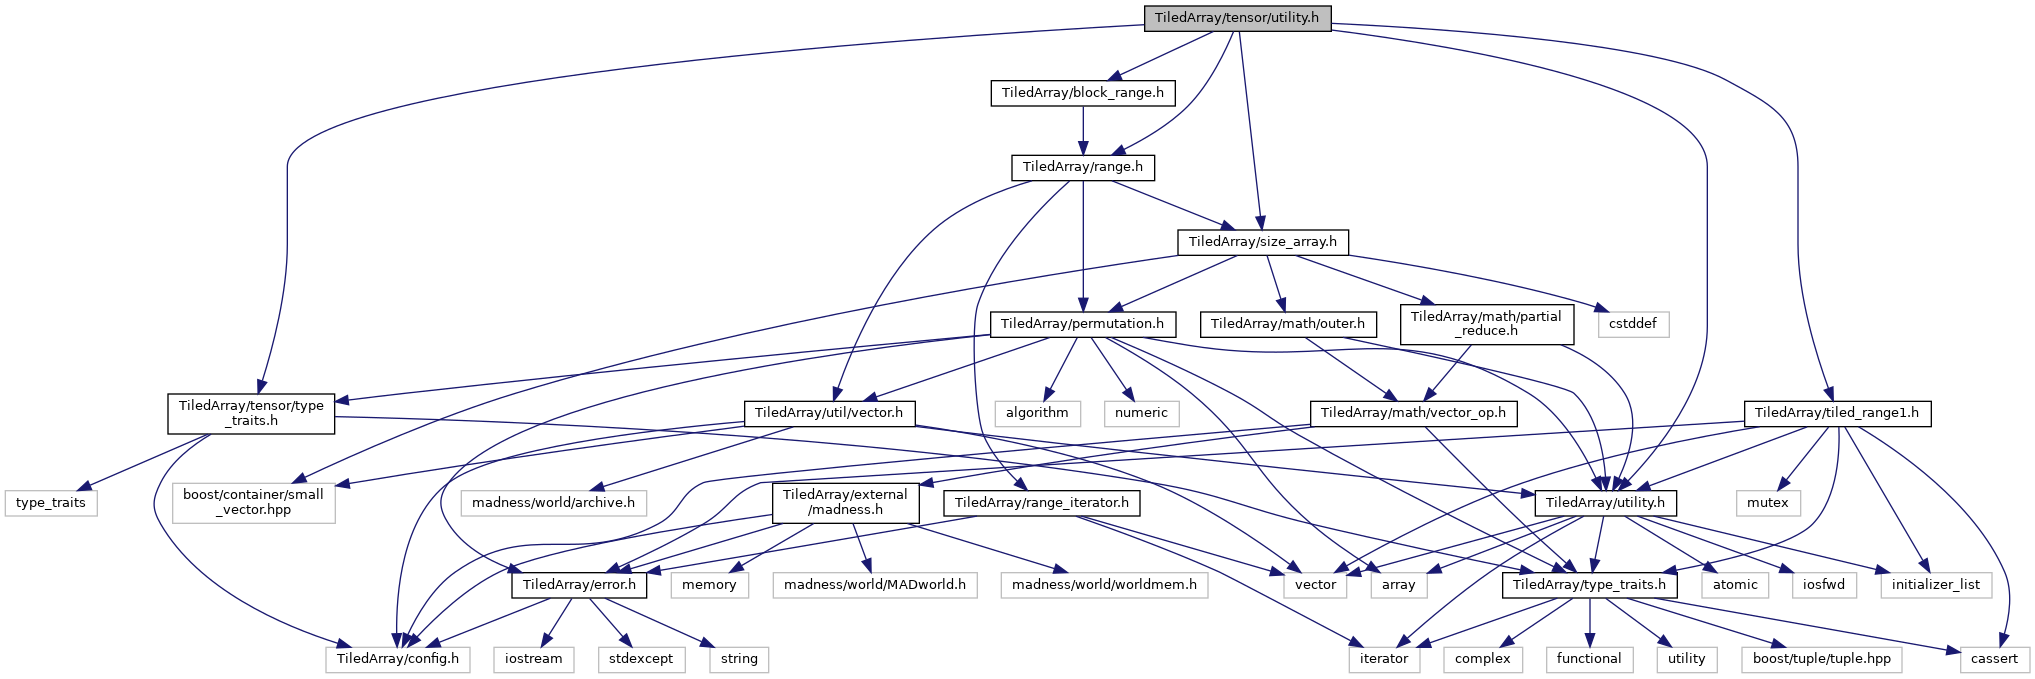 TiledArray/tensor/utility.h
TiledArray/block_range.h
TiledArray/range.h
TiledArray/size_array.h
TiledArray/permutation.h
TiledArray/math/outer.h
TiledArray/math/partial
_reduce.h
cstddef
TiledArray/tensor/type
_traits.h
TiledArray/util/vector.h
algorithm
numeric
TiledArray/math/vector_op.h
TiledArray/tiled_range1.h
type_traits
boost/container/small
_vector.hpp
madness/world/archive.h
TiledArray/external
/madness.h
TiledArray/range_iterator.h
TiledArray/utility.h
mutex
TiledArray/error.h
memory
madness/world/MADworld.h
madness/world/worldmem.h
vector
array
TiledArray/type_traits.h
atomic
iosfwd
initializer_list
TiledArray/config.h
iostream
stdexcept
string
iterator
complex
functional
utility
boost/tuple/tuple.hpp
cassert